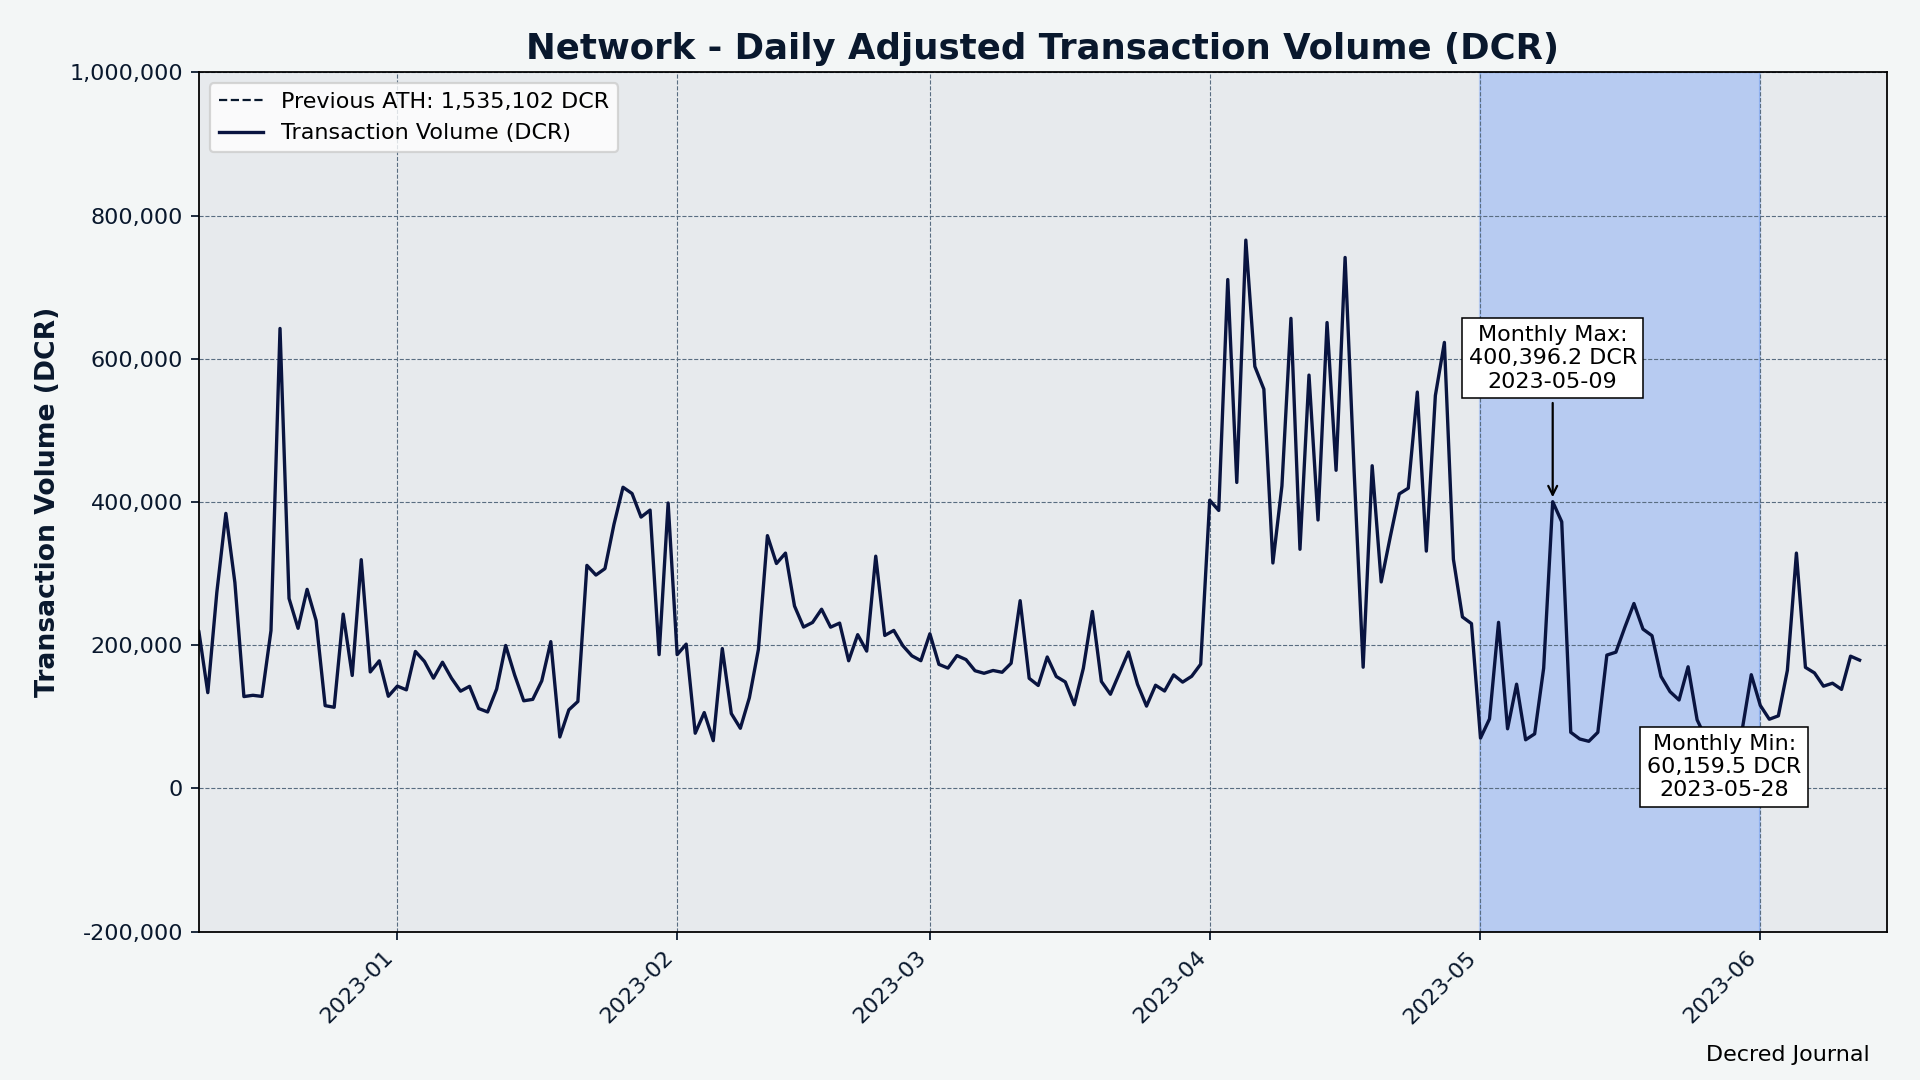 Network - Daily Adjusted Transaction Volume (DCR)
Transaction Volume (DCR)
1,000,000
800,000
600,000
400,000
200,000
0
-200,000
Previous ATH: 1,535,102 DCR
Transaction Volume (DCR)
Monthly Max:
400,396.2 DCR
2023-05-09
Monthly Min:
60,159.5 DCR
2023-05-28
2023-01
2023-02
2023-03
2023-04
2023-05
2023-06
Decred Journal